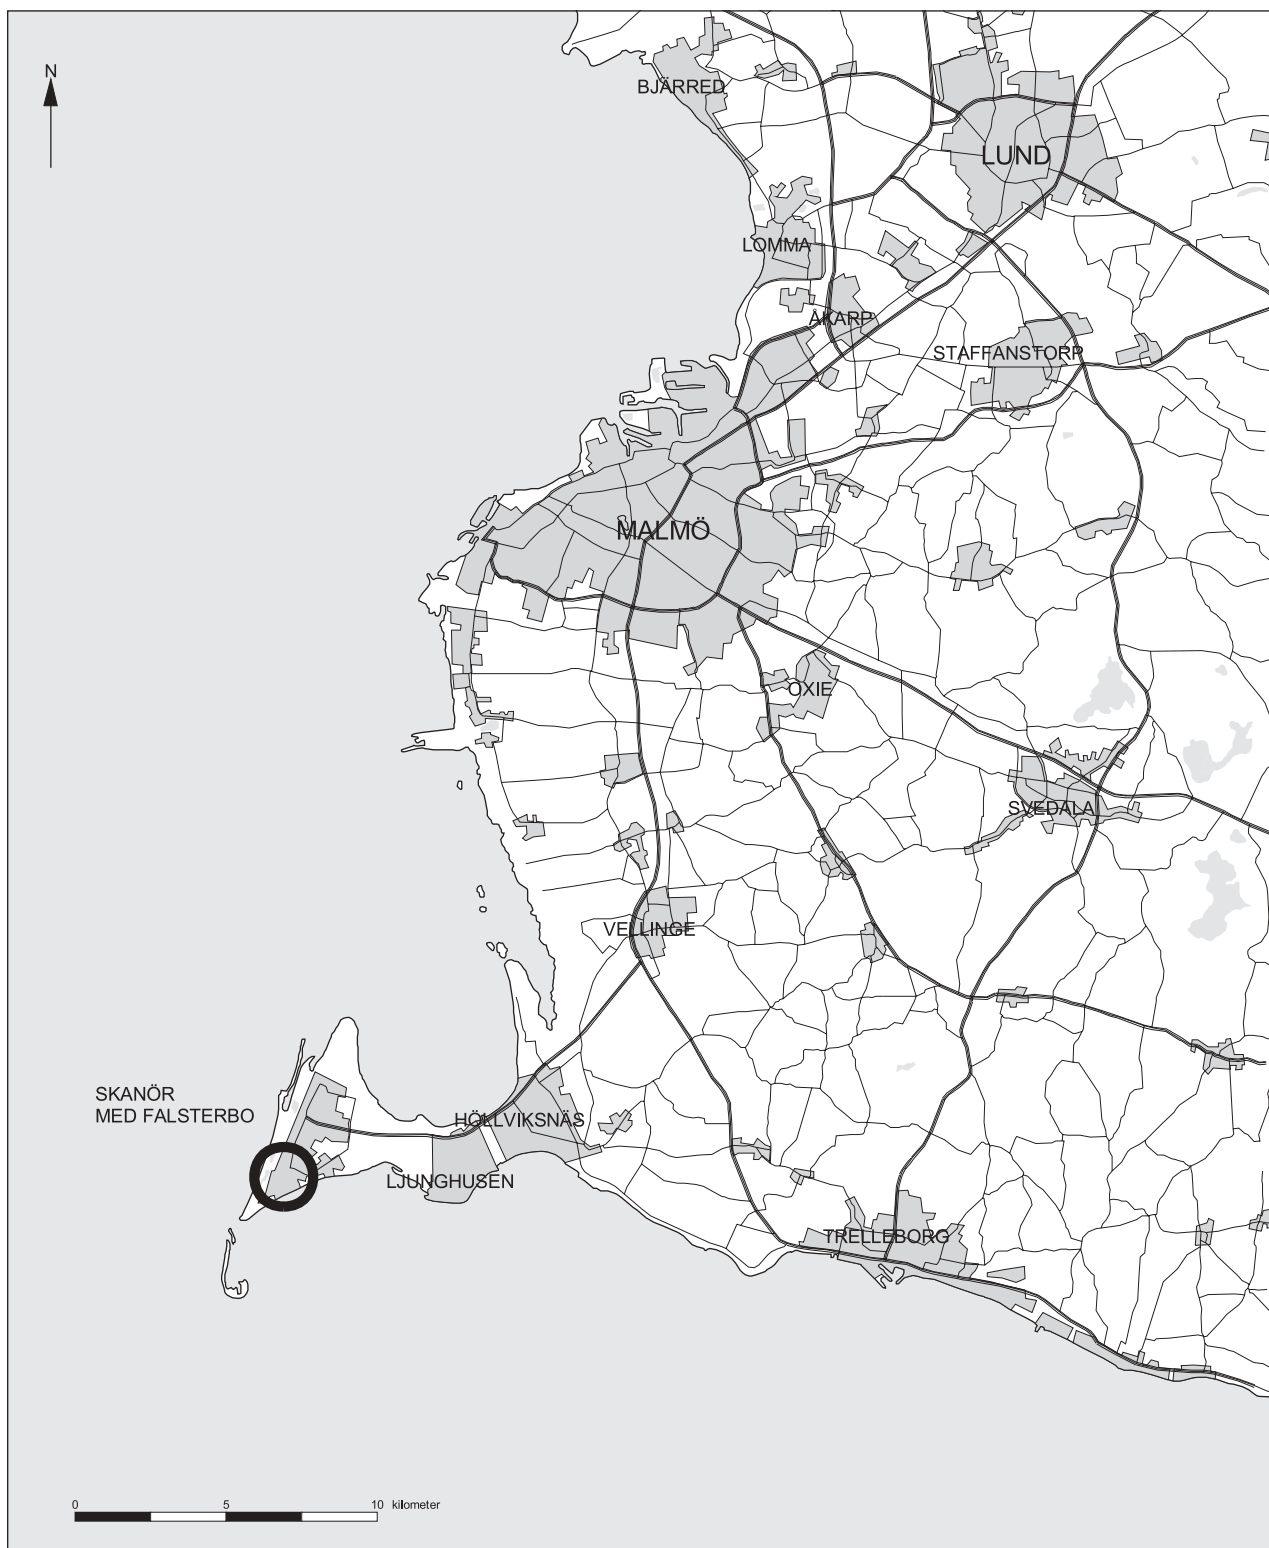 N
BJÄRRED
LUND
LOMMA
ÅKARP
STAFFANSTORP
MALMÖ
OXIE
SVEDALA
VELLINGE
SKANÖR
MED FALSTERBO
HÖLLVIKSNÄS
LJUNGHUSEN
TRELLEBORG
0 5 10 kilometer